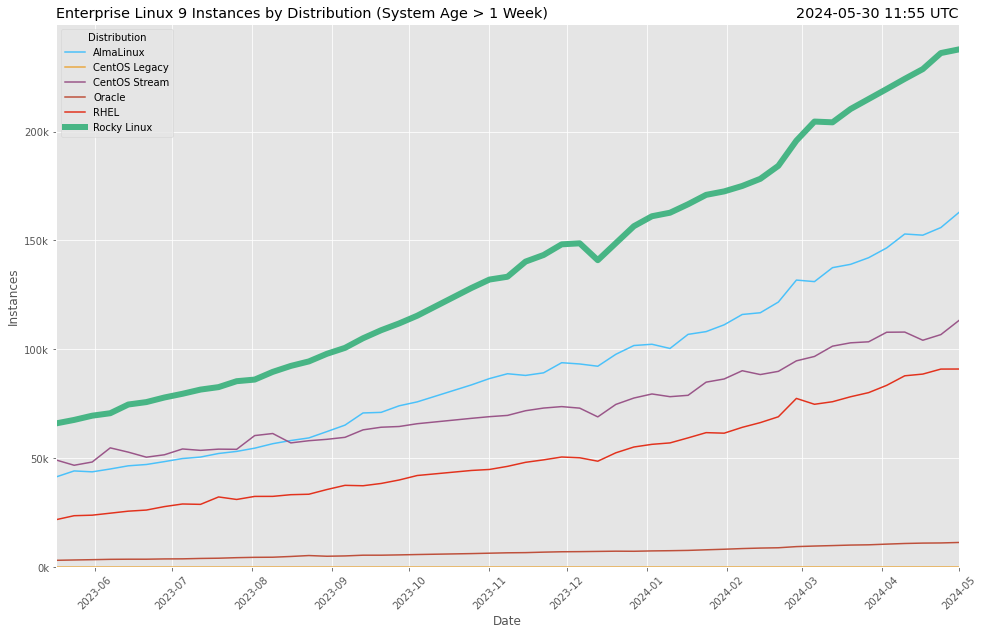 Enterprise Linux 9 Instances by Distribution (System Age > 1 Week)
2024-05-30 11:55 UTC
Distribution
AlmaLinux
CentOS Legacy
CentOS Stream
Oracle
RHEL
Rocky Linux
200k
150k
100k
50k
0k
Instances
2023-06
2023-07
2023-08
2023-09
2023-10
2023-11
2023-12
2024-01
2024-02
2024-03
2024-04
2024-05
Date